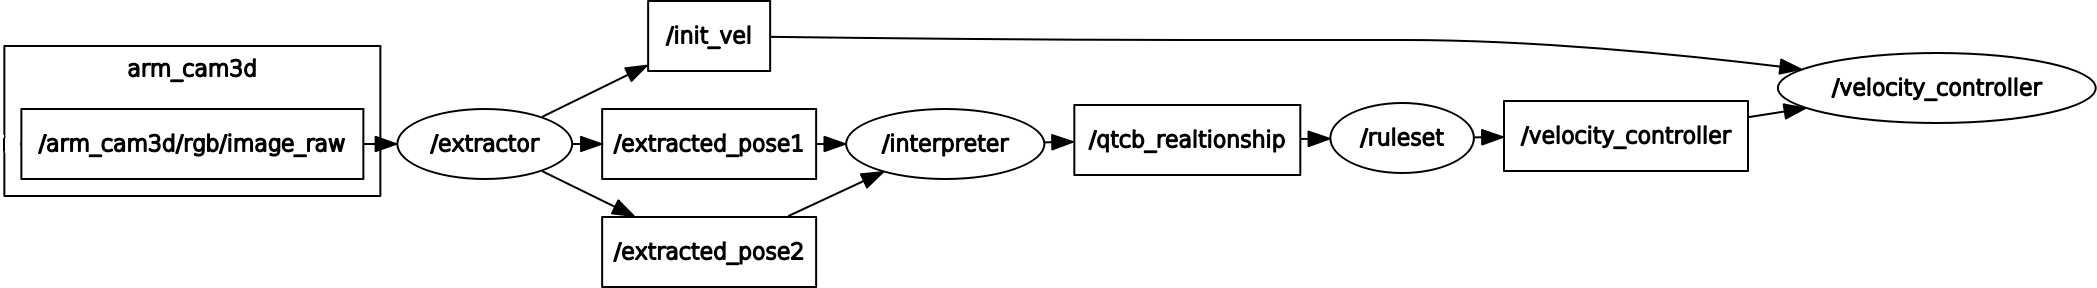 arm_cam3d
/arm_cam3d/rgb/image_raw
/extractor
/init_vel
/extracted_pose1
/extracted_pose2
/interpreter
/qtcb_realtionship
/ruleset
/velocity_controller
/velocity_controller